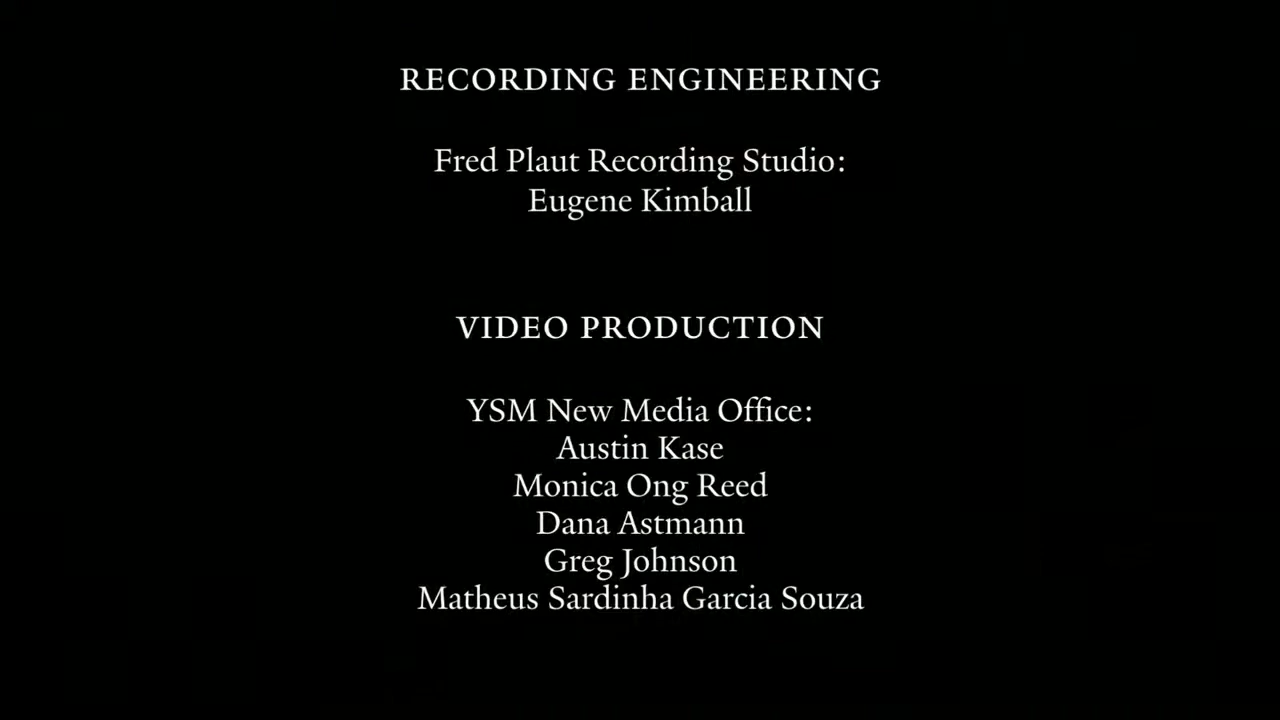 RECORDING ENGINEERING
Fred Plaut Recording Studio:
Eugene Kimball
VIDEO PRODUCTION
YSM New Media Office:
Austin Kase
Monica Ong Reed
Dana Astmann
Greg Johnson
Matheus Sardinha Garcia Souza